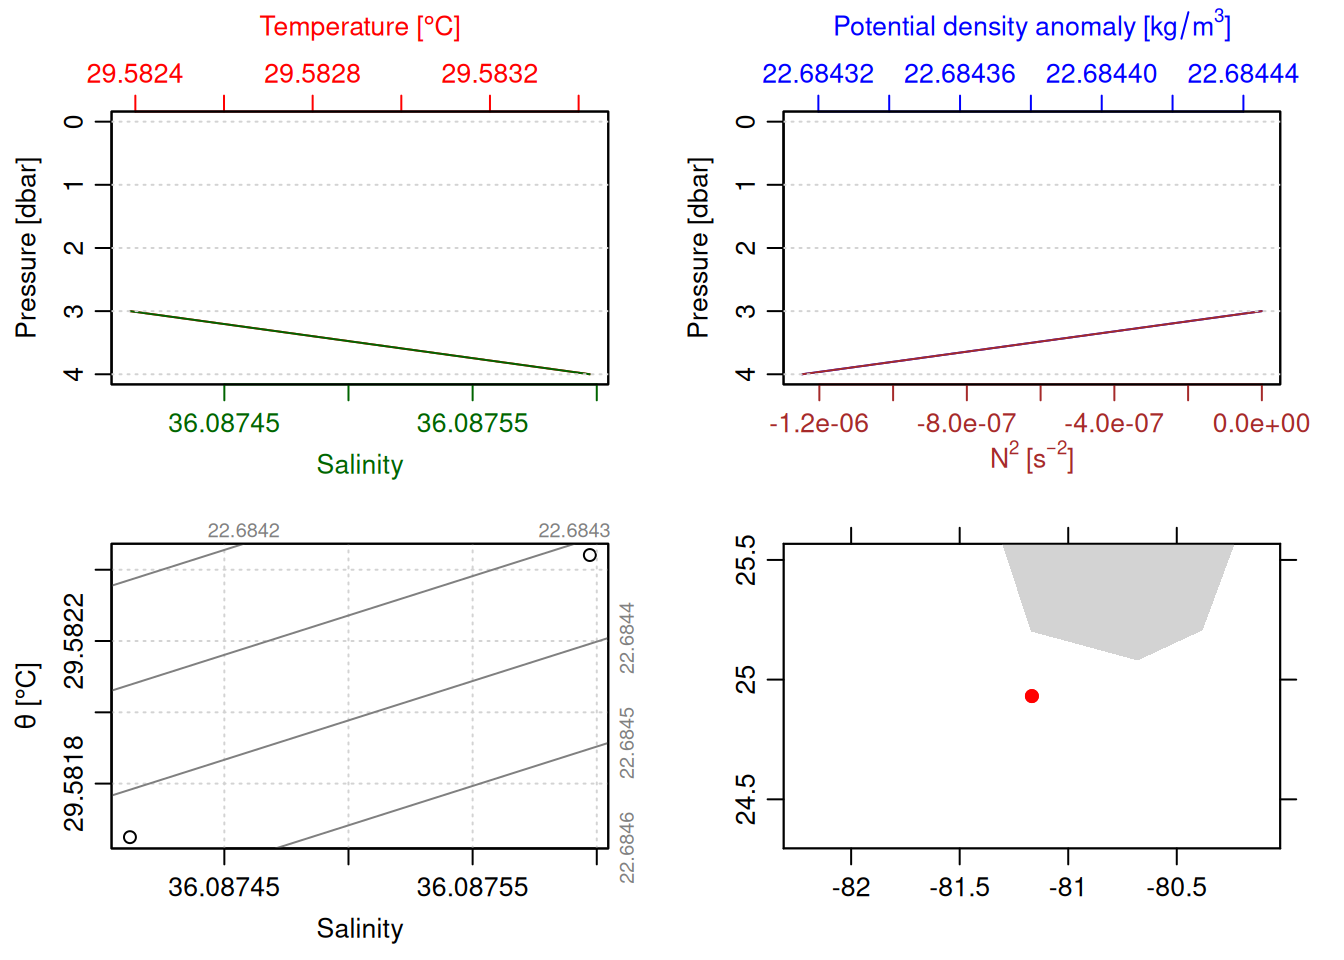 Temperature [°C]
29.5824 29.5828 29.5832
Pressure [dbar]
0
1
2
3
4
36.08745 36.08755
Salinity
Potential density anomaly [kg/m³]
22.68432 22.68436 22.68440 22.68444
Pressure [dbar]
0
1
2
3
4
-1.2e-06 -8.0e-07 -4.0e-07 0.0e+00
N² [s⁻²]
22.6842 22.6843
θ [°C]
29.5822
29.5818
22.6844
22.6845
22.6846
36.08745 36.08755
Salinity
25.5
25
24.5
-82 -81.5 -81 -80.5